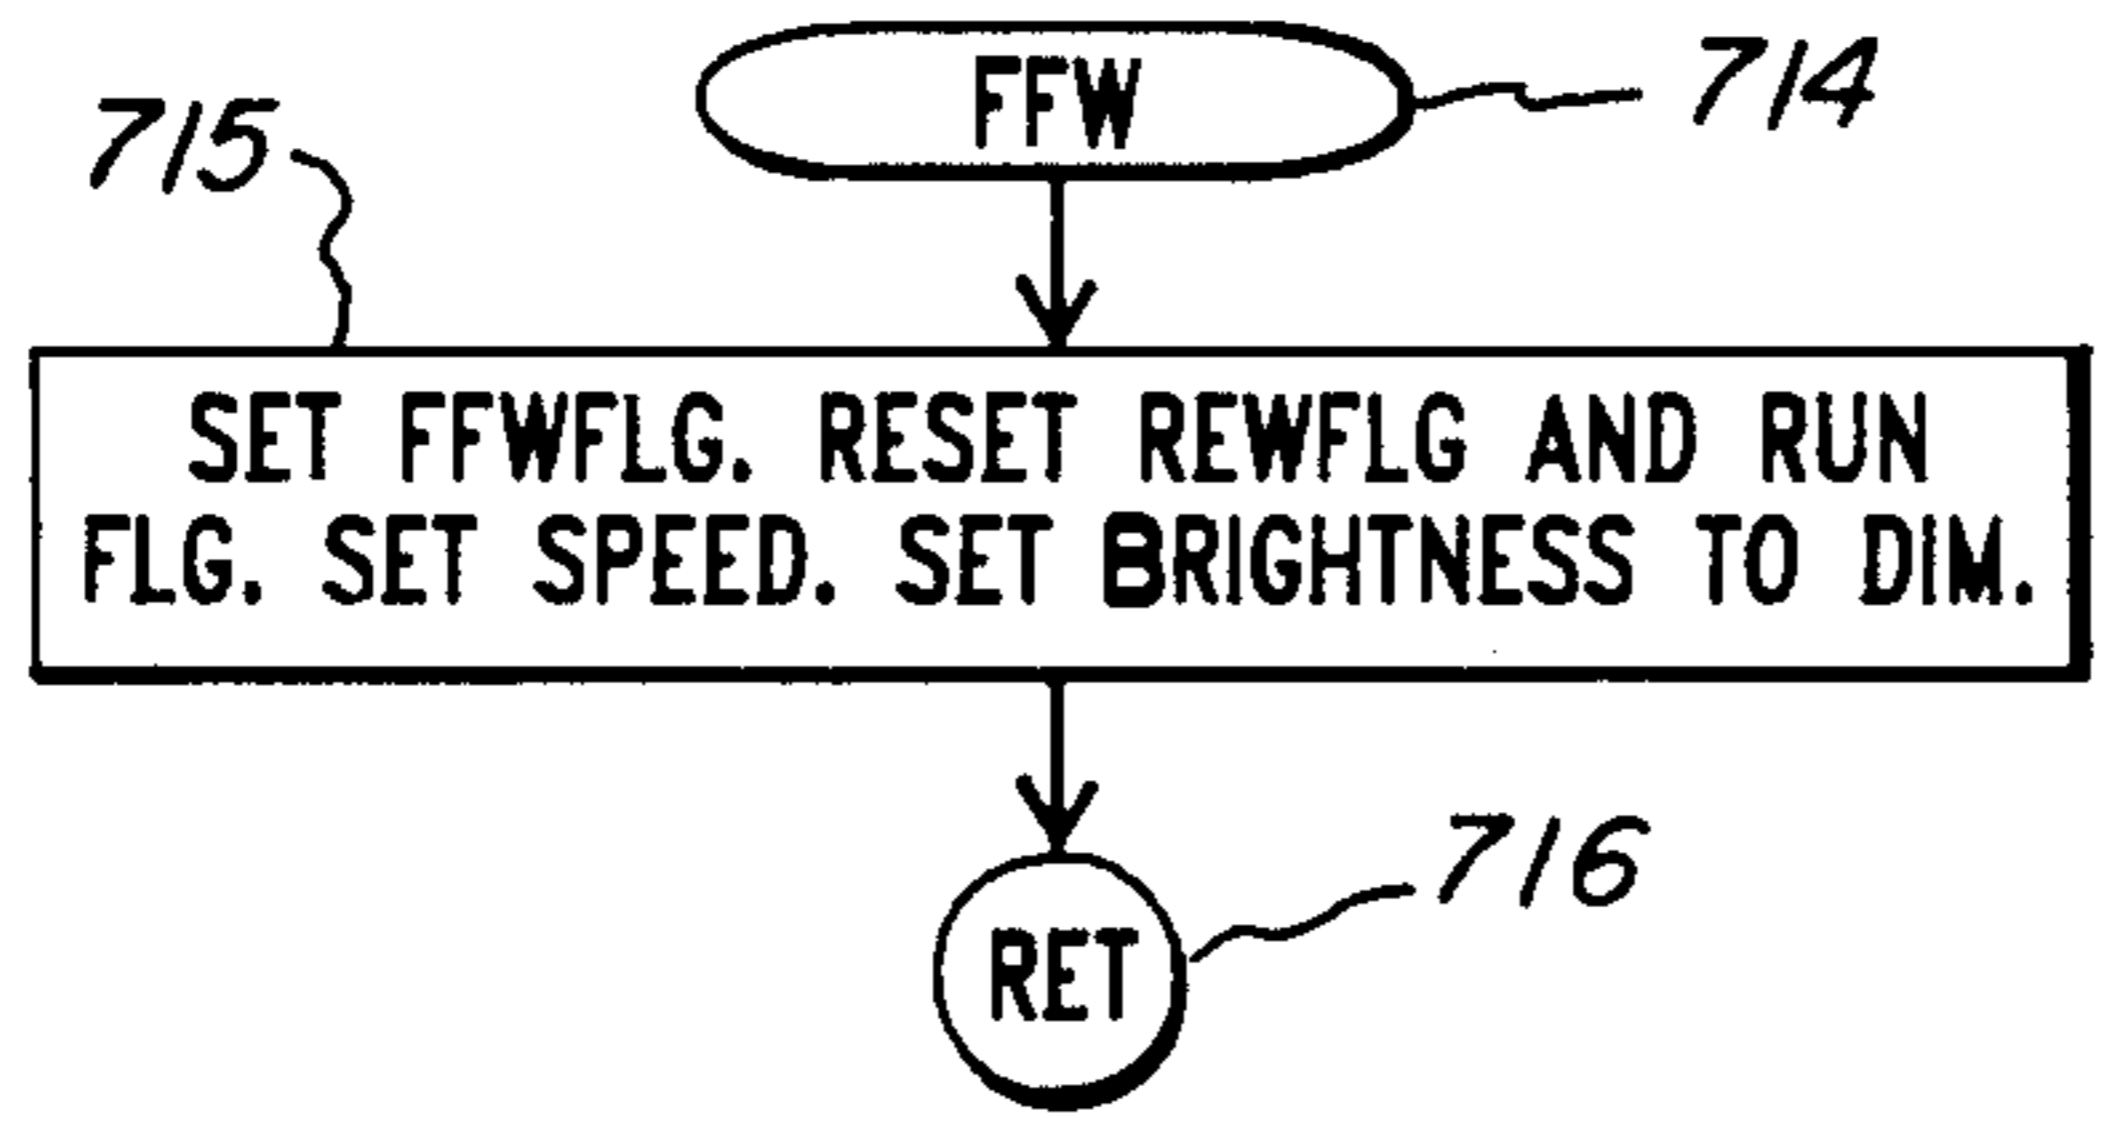 FFW
714
715
SET FFWFLG. RESET REWFLG AND RUN
FLG. SET SPEED. SET BRIGHTNESS TO DIM.
716
RET